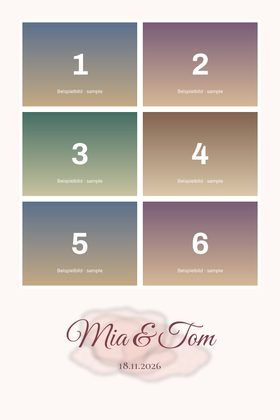 1
2
Beispielbild - sample
Beispielbild - sample
3
4
Beispielbild - sample
Beispielbild - sample
5
6
Beispielbild - sample
Beispielbild - sample
Mia & Tom
18.11.2026